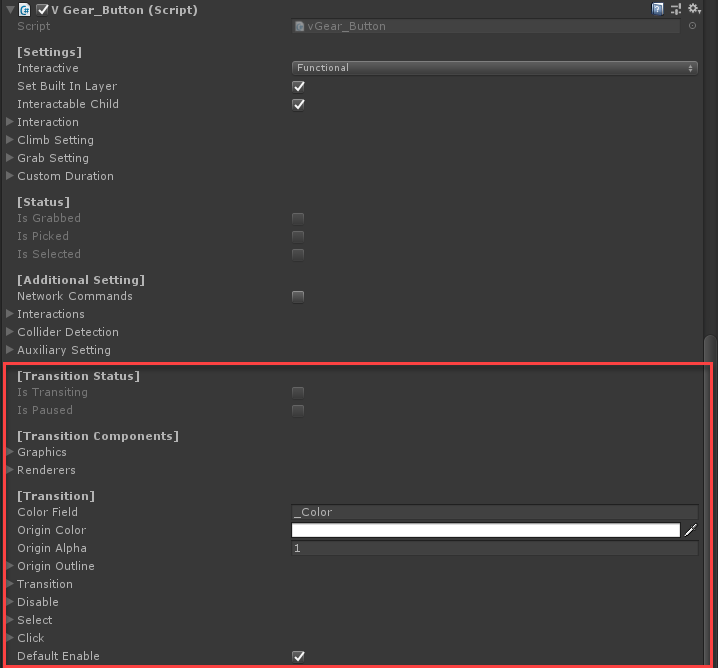 V Gear_Button (Script)
Script vGear_Button
[Settings]
Interactive Functional
Set Built In Layer
Interactable Child
Interaction
Climb Setting
Grab Setting
Custom Duration
[Status]
Is Grabbed
Is Picked
Is Selected
[Additional Setting]
Network Commands
Interactions
Collider Detection
Auxiliary Setting
[Transition Status]
Is Transiting
Is Paused
[Transition Components]
Graphics
Renderers
[Transition]
Color Field _Color
Origin Color
Origin Alpha 1
Origin Outline
Transition
Disable
Select
Click
Default Enable